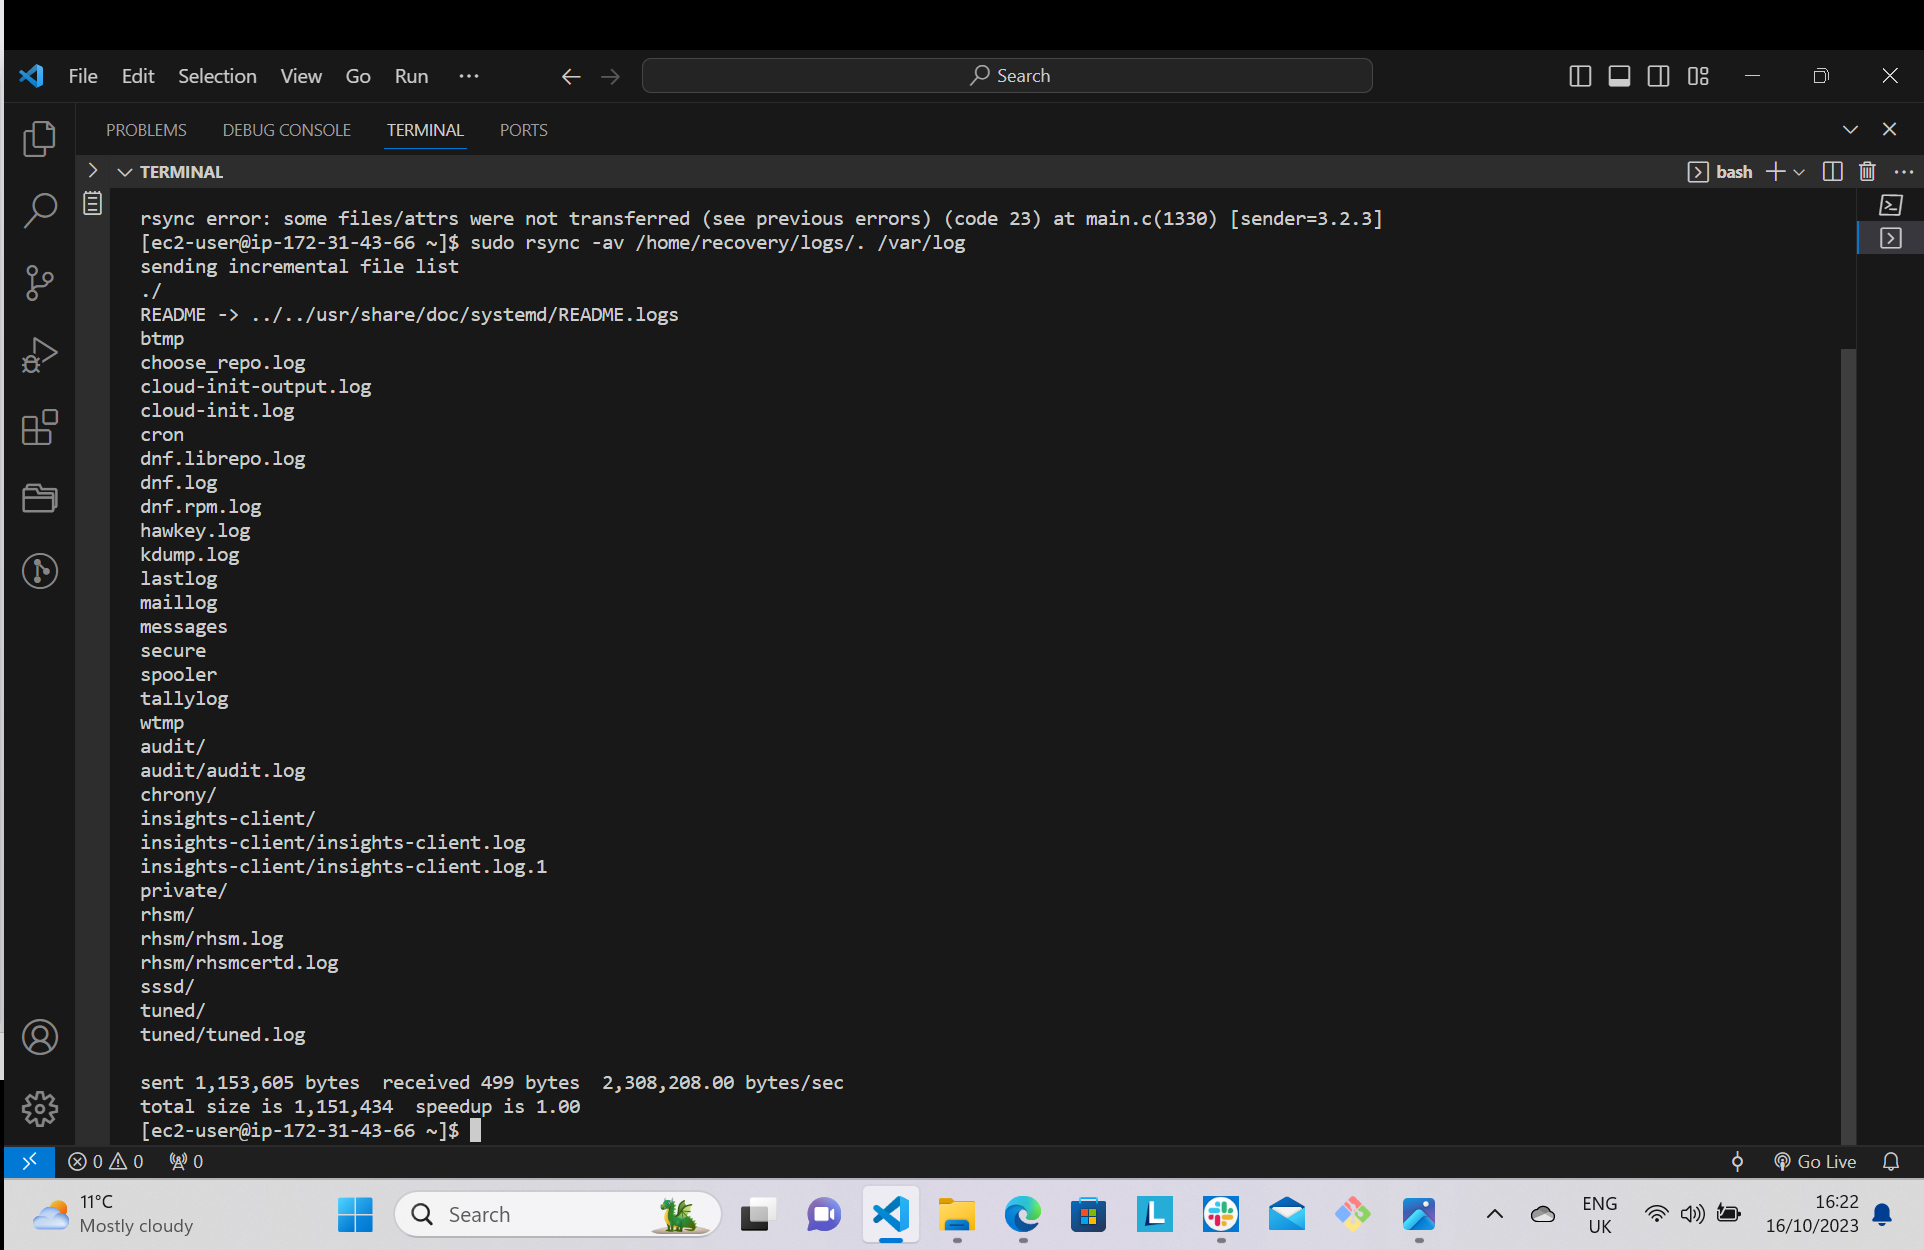 File Edit Selection View Go Run ··· Search
PROBLEMS DEBUG CONSOLE TERMINAL PORTS
TERMINAL bash
rsync error: some files/attrs were not transferred (see previous errors) (code 23) at main.c(1330) [sender=3.2.3]
[ec2-user@ip-172-31-43-66 ~]$ sudo rsync -av /home/recovery/logs/. /var/log
sending incremental file list
./
README -> ../../usr/share/doc/systemd/README.logs
btmp
choose_repo.log
cloud-init-output.log
cloud-init.log
cron
dnf.librepo.log
dnf.log
dnf.rpm.log
hawkey.log
kdump.log
lastlog
maillog
messages
secure
spooler
tallylog
wtmp
audit/
audit/audit.log
chrony/
insights-client/
insights-client/insights-client.log
insights-client/insights-client.log.1
private/
rhsm/
rhsm/rhsm.log
rhsm/rhsmcertd.log
sssd/
tuned/
tuned/tuned.log
sent 1,153,605 bytes  received 499 bytes  2,308,208.00 bytes/sec
total size is 1,151,434  speedup is 1.00
[ec2-user@ip-172-31-43-66 ~]$
0 0 0 Go Live
11°C
Mostly cloudy
Search
L
ENG
UK
16:22
16/10/2023